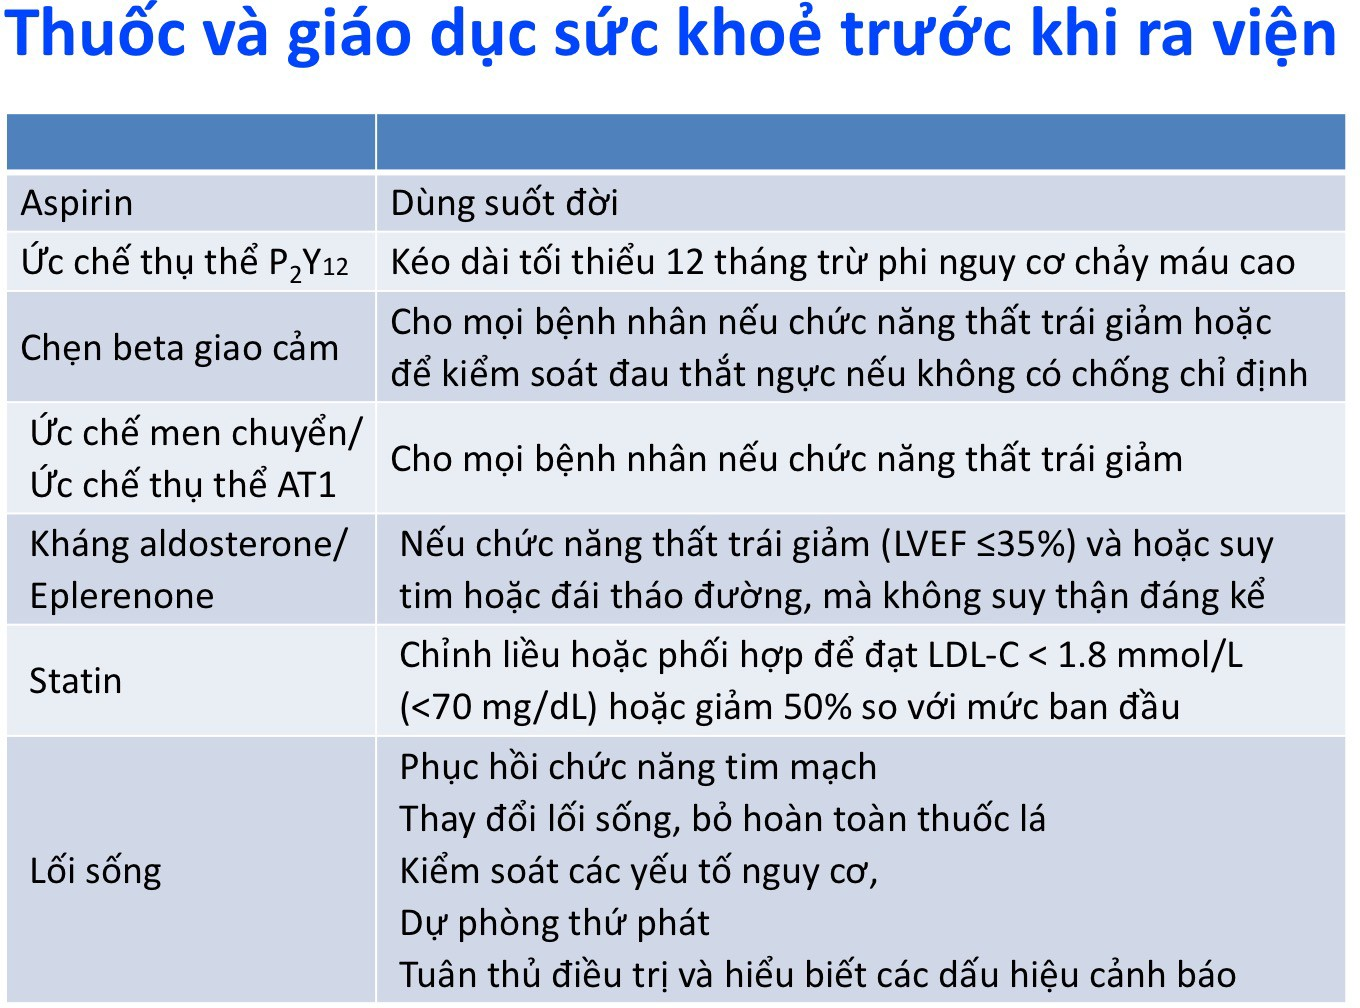 Thuốc và giáo dục sức khoẻ trước khi ra viện
Aspirin
Dùng suốt đời
Ức chế thụ thể P₂Y12
Kéo dài tối thiểu 12 tháng trừ phi nguy cơ chảy máu cao
Chẹn beta giao cảm
Cho mọi bệnh nhân nếu chức năng thất trái giảm hoặc
để kiểm soát đau thắt ngực nếu không có chống chỉ định
Ức chế men chuyển/
Ức chế thụ thể AT1
Cho mọi bệnh nhân nếu chức năng thất trái giảm
Kháng aldosterone/
Eplerenone
Nếu chức năng thất trái giảm (LVEF ≤35%) và hoặc suy
tim hoặc đái tháo đường, mà không suy thận đáng kể
Statin
Chỉnh liều hoặc phối hợp để đạt LDL-C < 1.8 mmol/L
(<70 mg/dL) hoặc giảm 50% so với mức ban đầu
Lối sống
Phục hồi chức năng tim mạch
Thay đổi lối sống, bỏ hoàn toàn thuốc lá
Kiểm soát các yếu tố nguy cơ,
Dự phòng thứ phát
Tuân thủ điều trị và hiểu biết các dấu hiệu cảnh báo